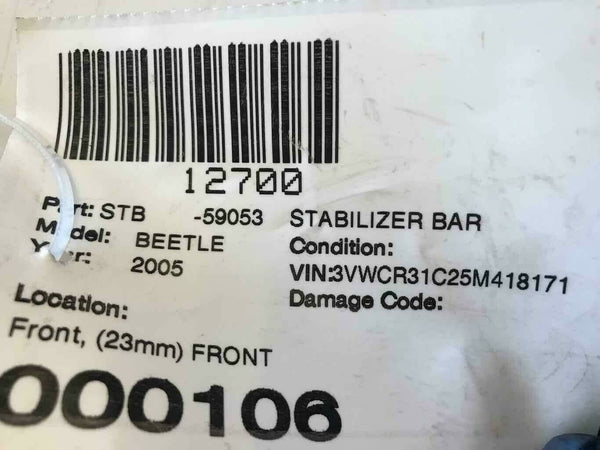 12700
Part: STB -59053 STABILIZER BAR
Model: BEETLE Condition:
Year: 2005 VIN:3VWCR31C25M418171
Damage Code:
Location:
Front, (23mm) FRONT
000106